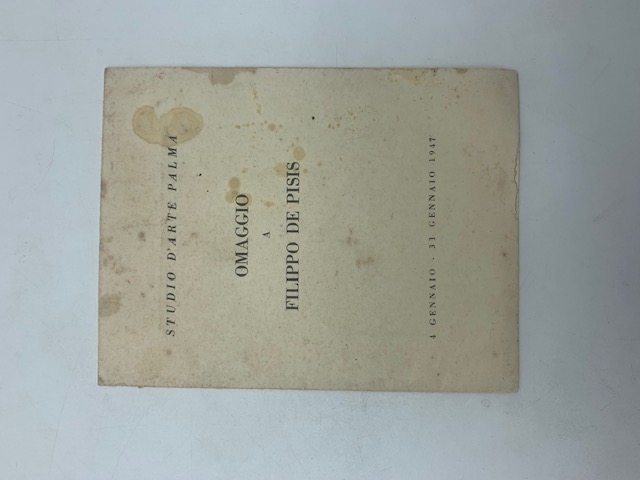 STUDIO D'ARTE PALMA
OMAGGIO
A
FILIPPO DE PISIS
4 GENNAIO - 31 GENNAIO 1947